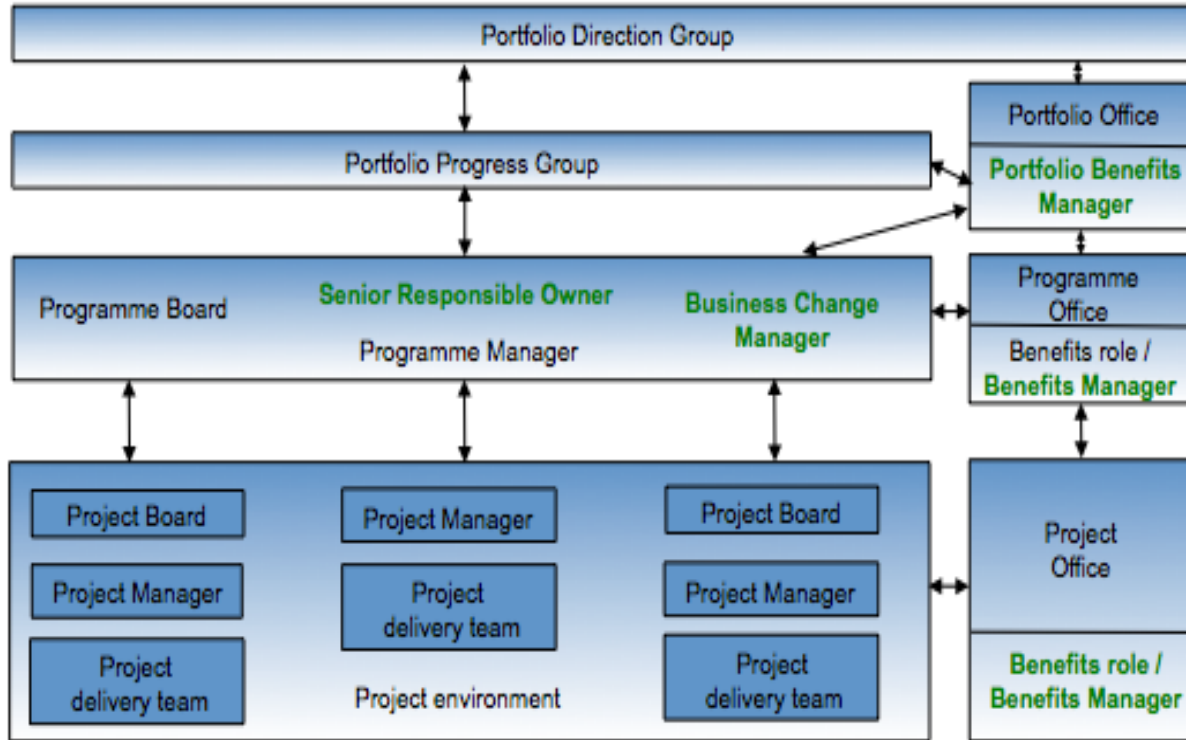 Portfolio Direction Group
Portfolio Office
Portfolio Progress Group
Portfolio Benefits
Manager
Programme Board
Senior Responsible Owner
Programme Manager
Business Change
Manager
Programme
Office
Benefits role /
Benefits Manager
Project Board
Project Manager
Project
delivery team
Project Manager
Project
delivery team
Project environment
Project Board
Project Manager
Project
delivery team
Project
Office
Benefits role /
Benefits Manager